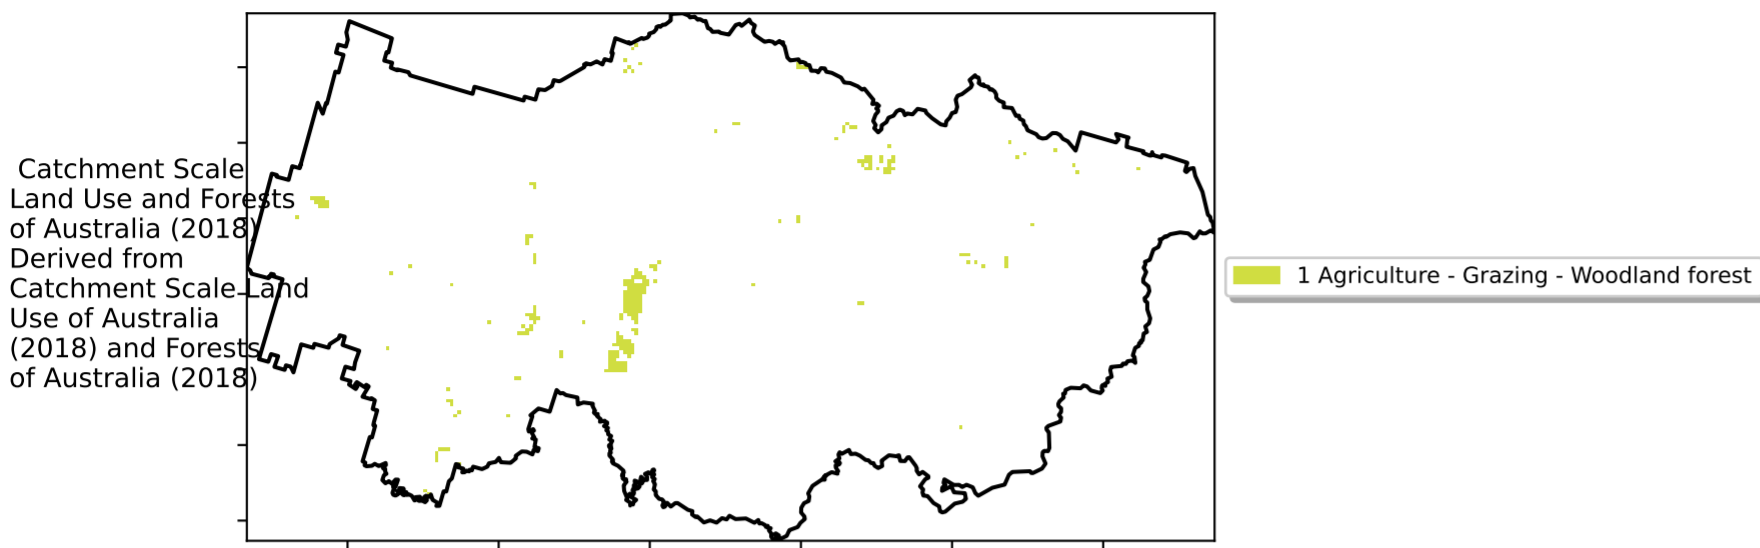 Catchment Scale
Land Use and Forests
of Australia (2018)
Derived from
Catchment Scale Land
Use of Australia
(2018) and Forests
of Australia (2018)
1 Agriculture - Grazing - Woodland forest